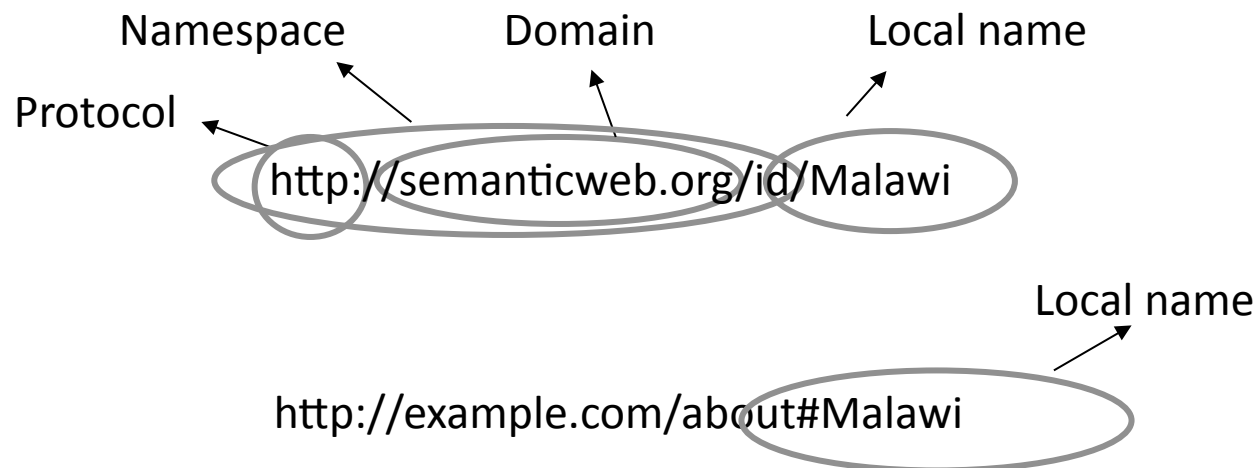 Namespace Domain Local name
Protocol
http://semanticweb.org/id/Malawi
Local name
http://example.com/about#Malawi